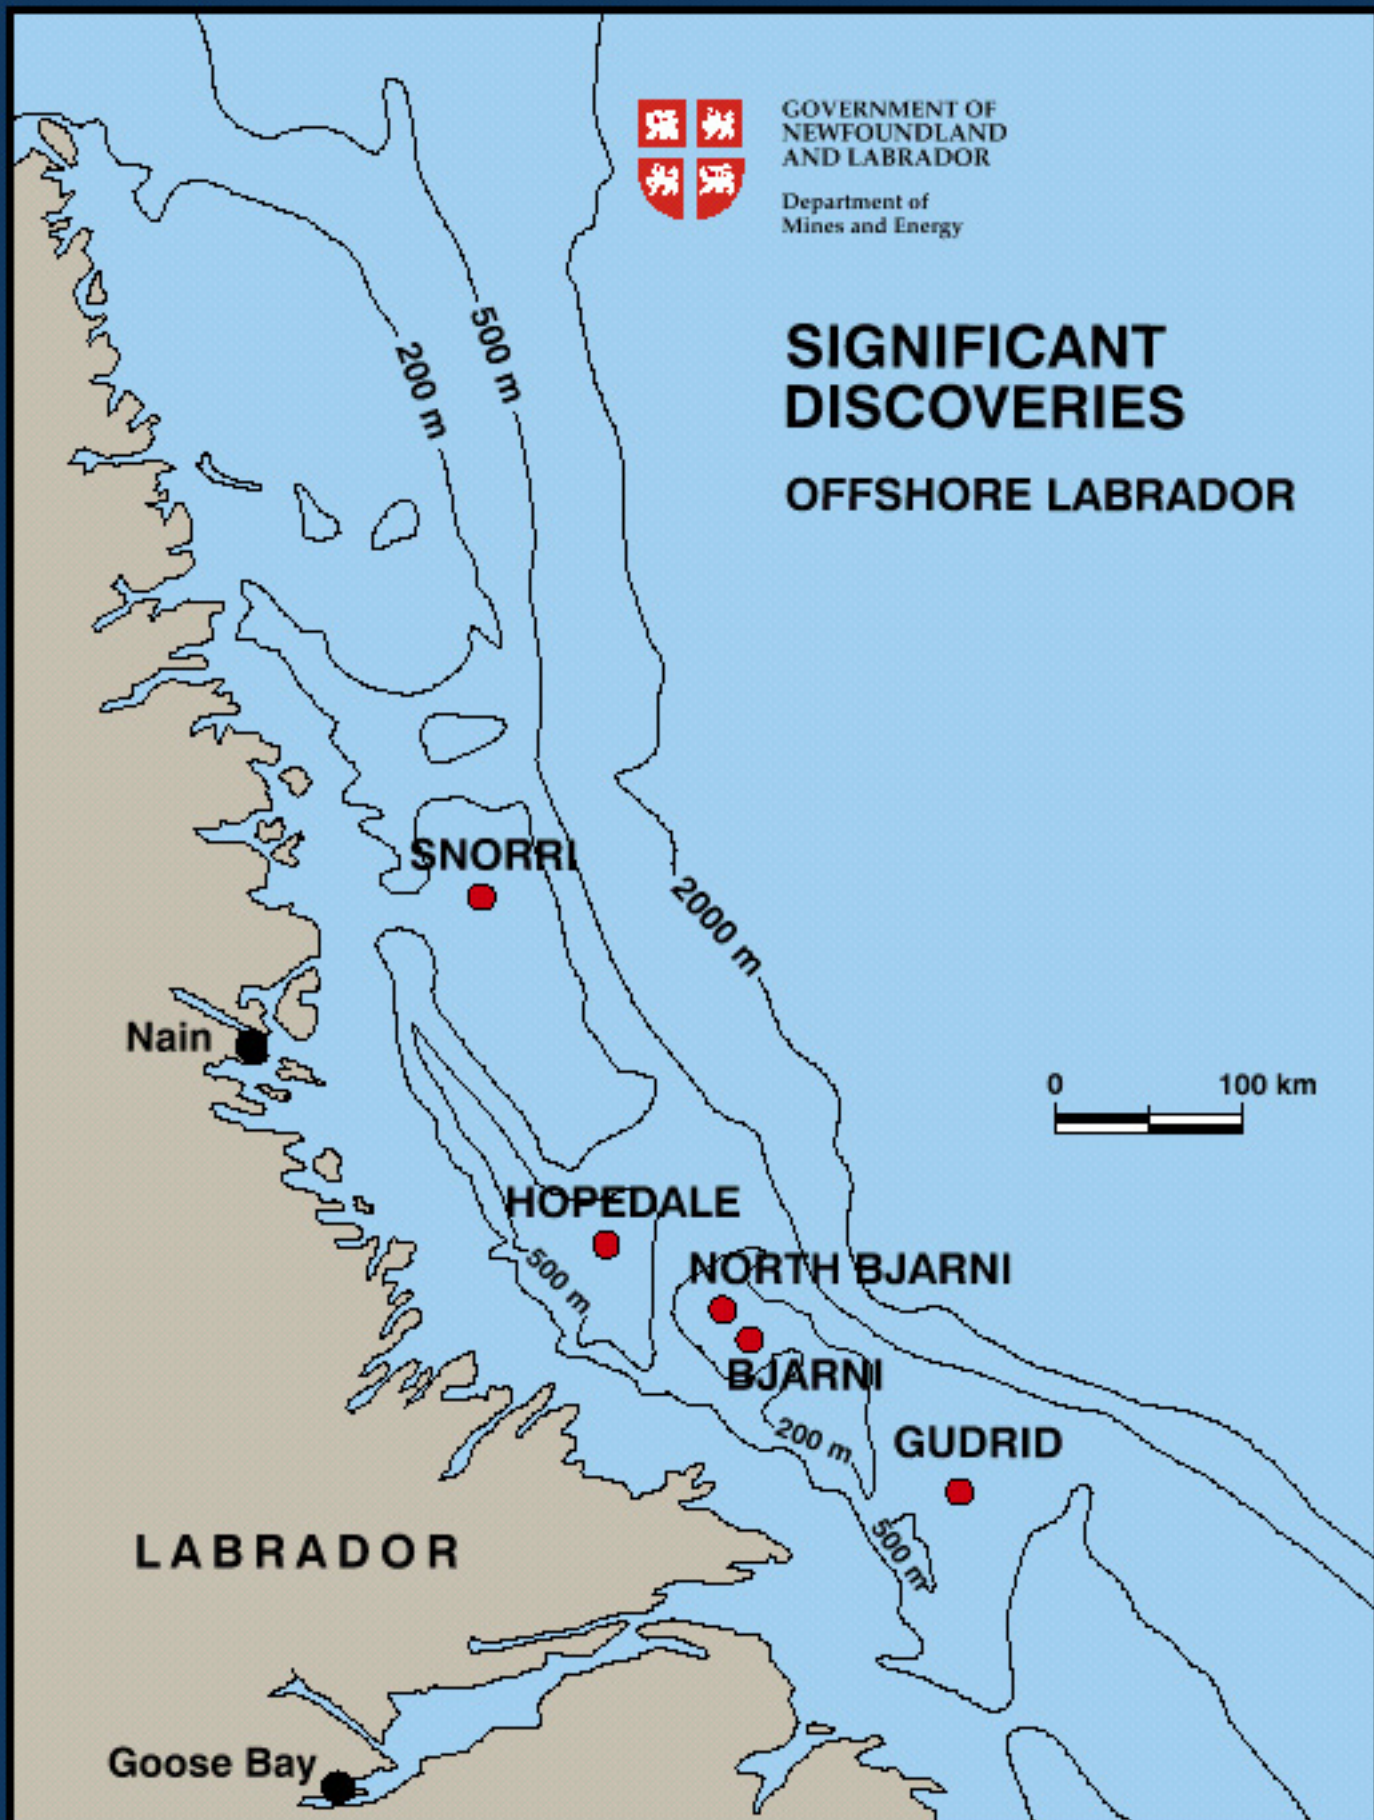 GOVERNMENT OF
NEWFOUNDLAND
AND LABRADOR
Department of
Mines and Energy
SIGNIFICANT
DISCOVERIES
OFFSHORE LABRADOR
500 m
200 m
SNORRI
2000 m
Nain
0 100 km
HOPEDALE
500 m
NORTH BJARNI
BJARNI
200 m
GUDRID
500 m
LABRADOR
Goose Bay